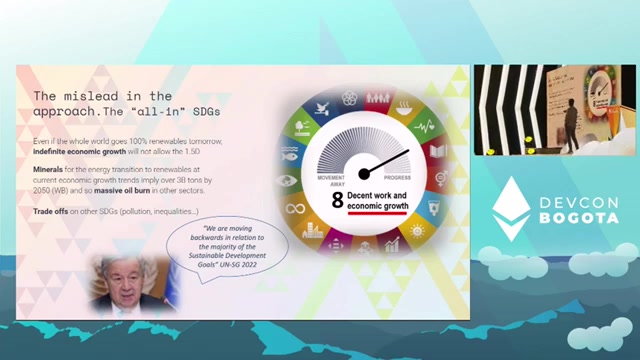 The mislead in the
approach.The “all-in” SDGs
Even if the whole world goes 100% renewables tomorrow,
indefinite economic growth will not allow the 1.5º
Minerals for the energy transition to renewables at
current economic growth trends imply over 3B tons by
2050 (WB) and so massive oil burn in other sectors.
Trade offs on other SDGs (pollution, inequalities...)
"We are moving
backwards in relation to
the majority of the
Sustainable Development
Goals" UN-SG 2022
MOVEMENT
AWAY
PROGRESS
8 Decent work and
economic growth
DEVCON
BOGOTA